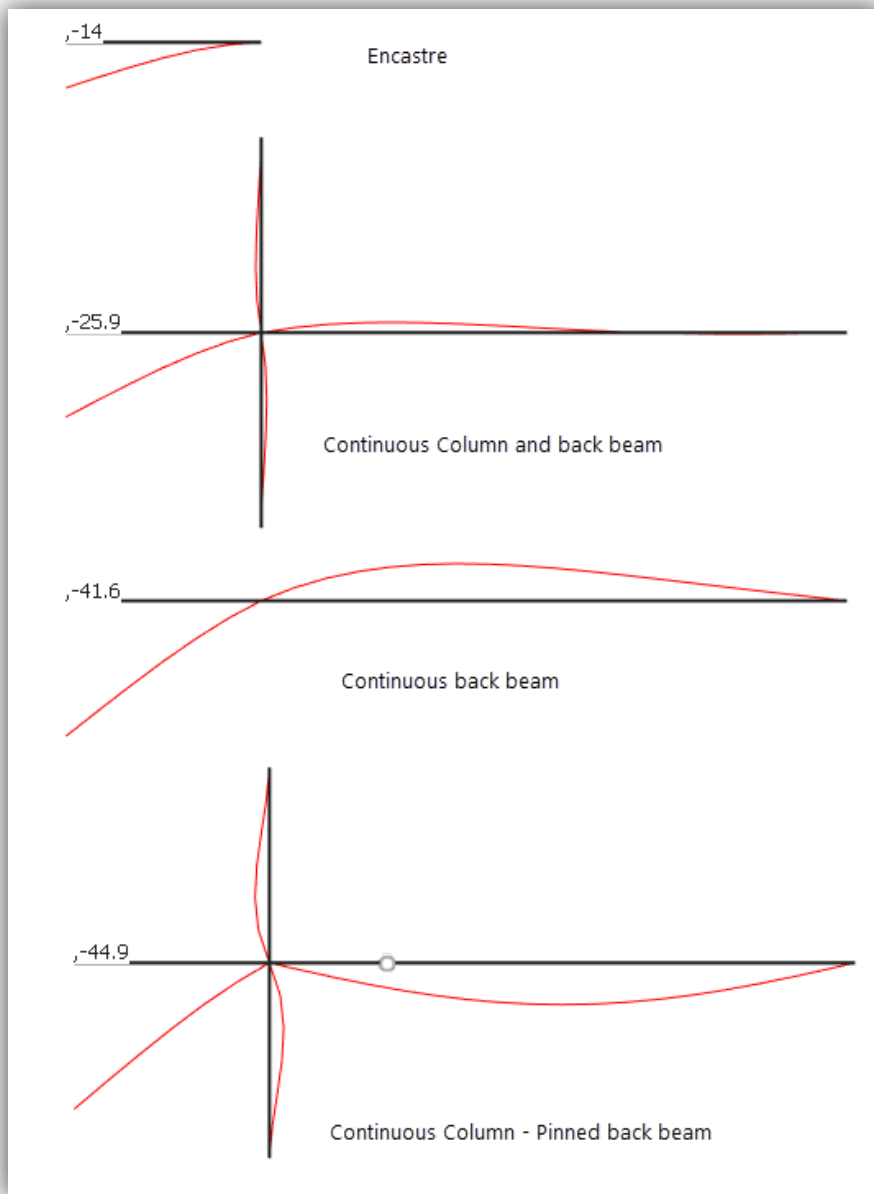 ,-14
Encastre
,-25.9
Continuous Column and back beam
,-41.6
Continuous back beam
,-44.9
Continuous Column - Pinned back beam